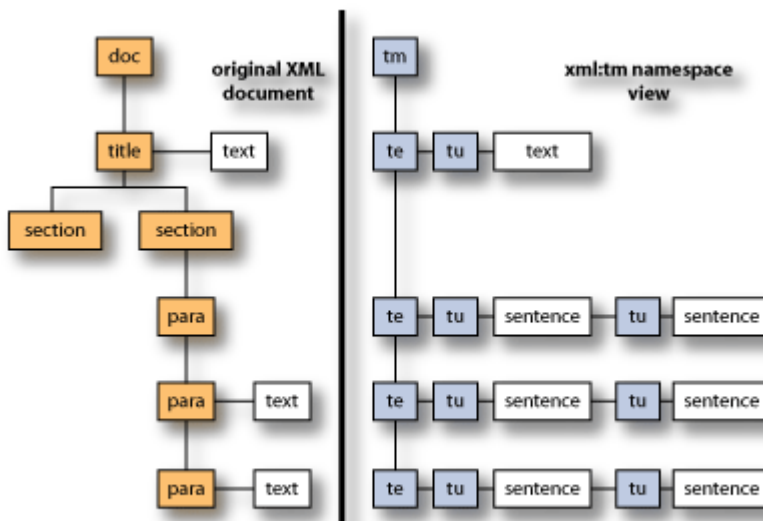 doc
original XML
document
title
text
section
section
para
para
text
para
text
tm
xml:tm namespace
view
te
tu
text
te
tu
sentence
tu
sentence
te
tu
sentence
tu
sentence
te
tu
sentence
tu
sentence